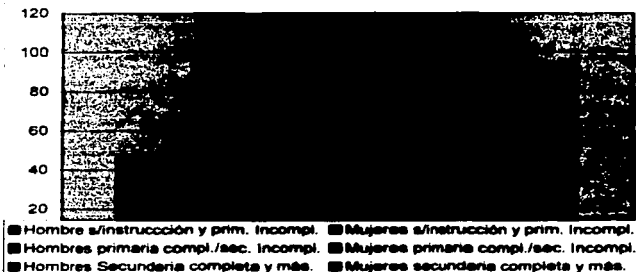 120
100
80
60
40
20
Hombre s/instruccción y prim. Incompl. Mujeres s/instrucción y prim. Incompl.
Hombres primaria compl./sec. Incompl. Mujeres primaria compl./sec. Incompl.
Hombres Secundaria completa y más. Mujeres secundaria completa y más.